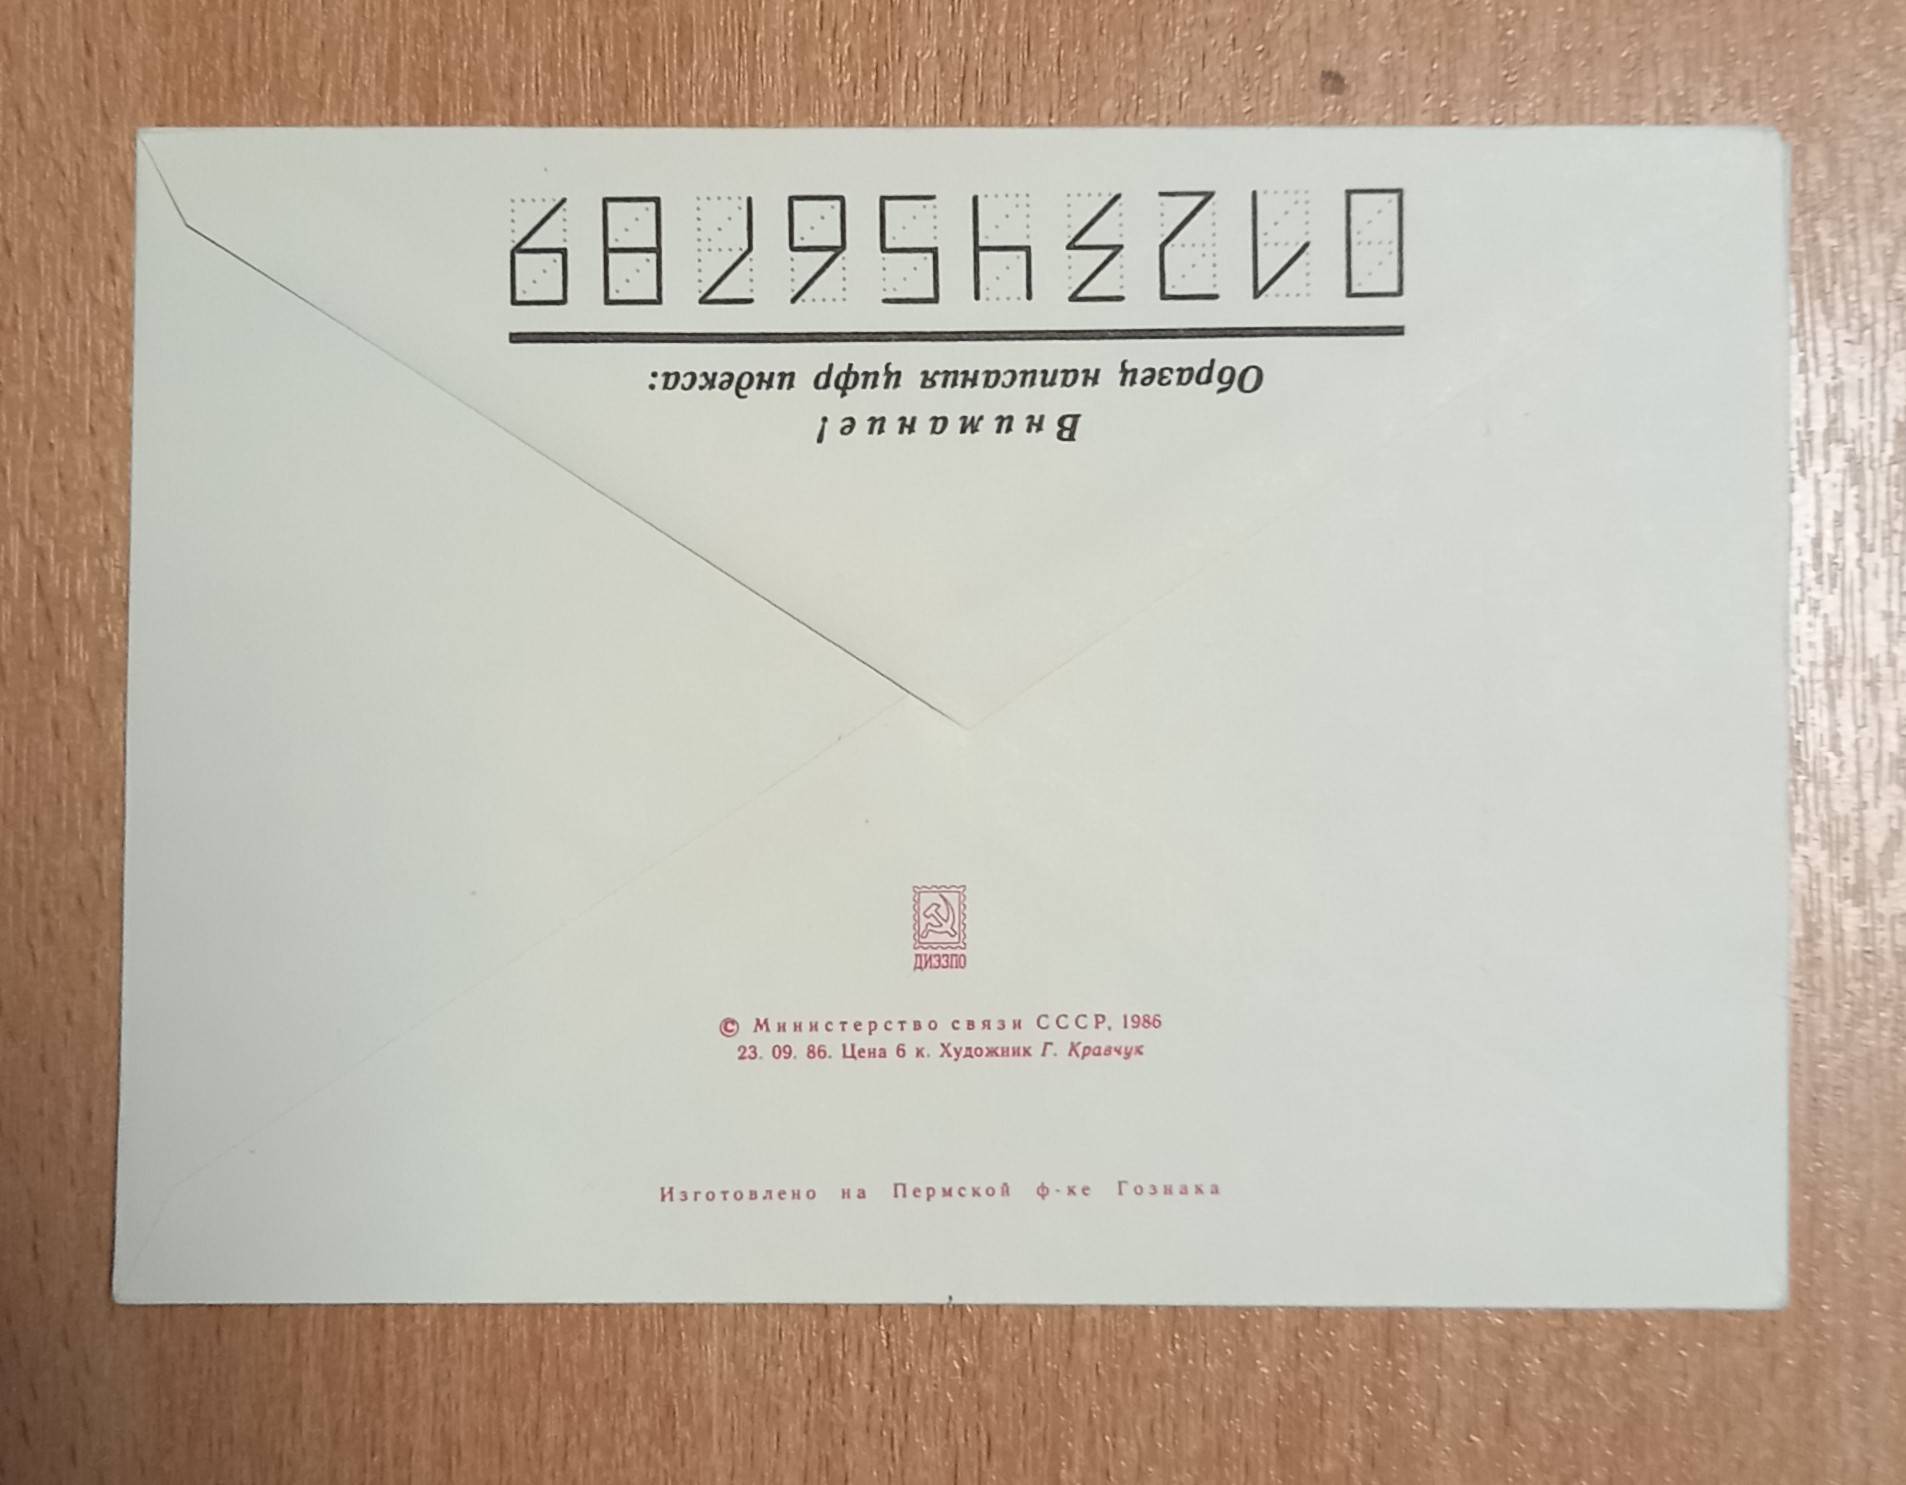 Внимание!
Образец написания цифр индекса:
0123456789
ДИЭЗПО
© Министерство связи СССР, 1986
23. 09. 86. Цена 6 к. Художник Г. Кравчук
Изготовлено на Пермской ф-ке Гознака